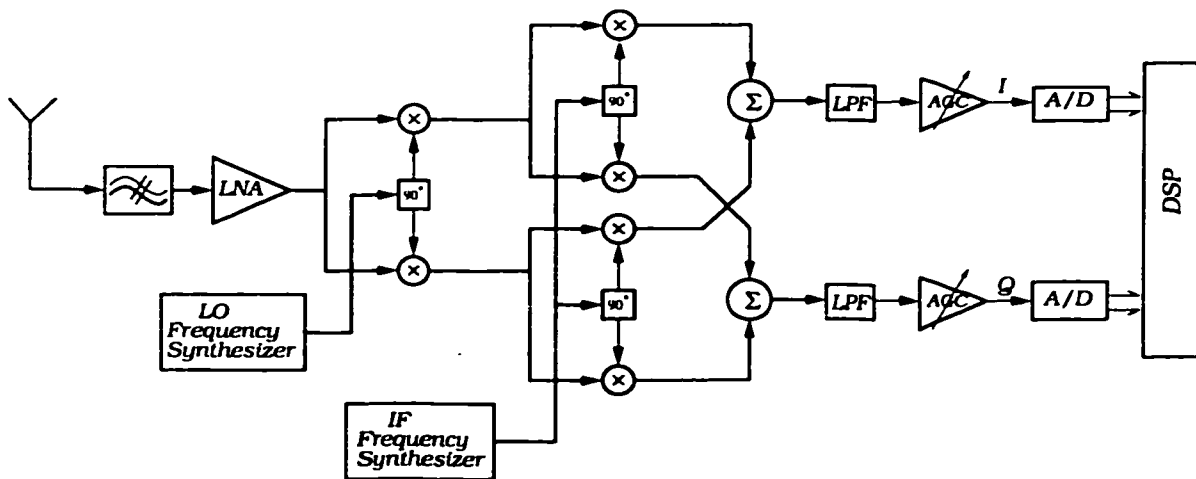 LNA
90°
LO
Frequency
Synthesizer
×
×
90°
×
×
×
×
90°
IF
Frequency
Synthesizer
Σ
Σ
LPF
AGC
I
A/D
LPF
AGC
Q
A/D
DSP